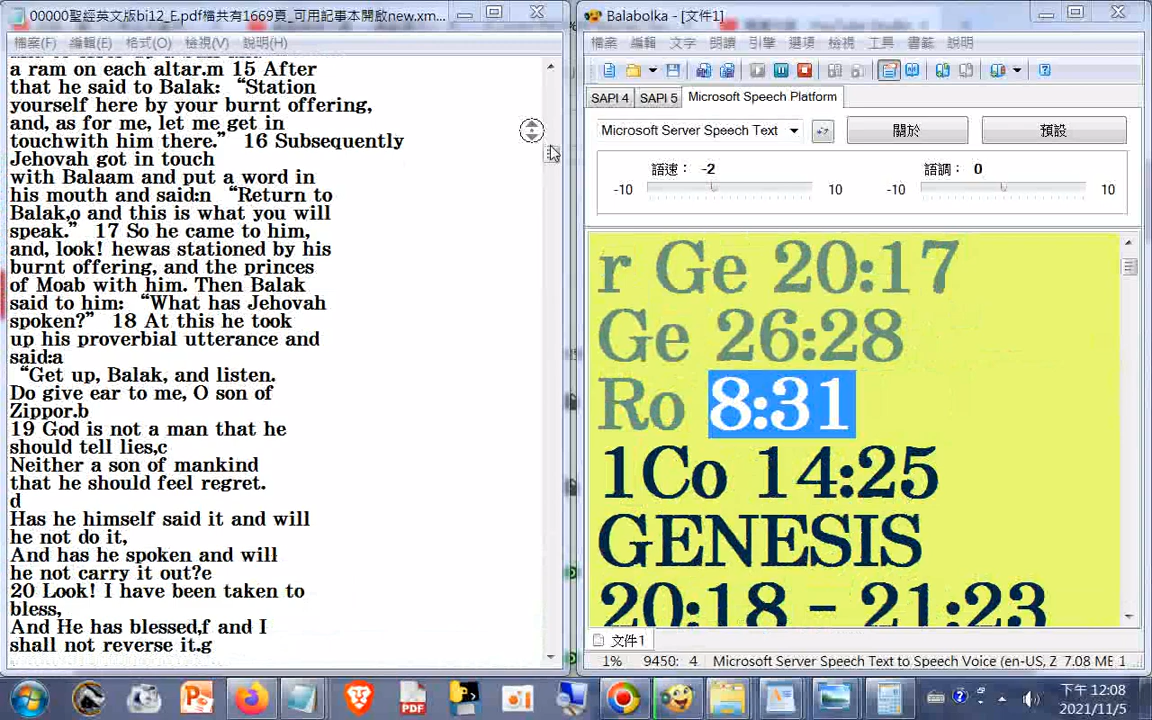 00000聖經英文版bi12_E.pdf檔共有1669頁_可用記事本開啟new.xm...
檔案(F) 編輯(E) 格式(O) 檢視(V) 說明(H)
a ram on each altar.m 15 After
that he said to Balak: “Station
yourself here by your burnt offering,
and, as for me, let me get in
touchwith him there.” 16 Subsequently
Jehovah got in touch
with Balaam and put a word in
his mouth and said:n “Return to
Balak,o and this is what you will
speak.” 17 So he came to him,
and, look! hewas stationed by his
burnt offering, and the princes
of Moab with him. Then Balak
said to him: “What has Jehovah
spoken?” 18 At this he took
up his proverbial utterance and
said:a
“Get up, Balak, and listen.
Do give ear to me, O son of
Zippor.b
19 God is not a man that he
should tell lies,c
Neither a son of mankind
that he should feel regret.
d
Has he himself said it and will
he not do it,
And has he spoken and will
he not carry it out?e
20 Look! I have been taken to
bless,
And He has blessed,f and I
shall not reverse it.g
Balabolka - [文件1]
檔案 編輯 文字 朗讀 引擎 選項 檢視 工具 書籤 說明
SAPI 4 SAPI 5 Microsoft Speech Platform
Microsoft Server Speech Text 關於 預設
語速: -2 語調: 0
-10 10 -10 10
r Ge 20:17
Ge 26:28
Ro 8:31
1Co 14:25
GENESIS
20:18 - 21:23
文件1
1% 9450: 4 Microsoft Server Speech Text to Speech Voice (en-US, Z 7.08 ME 1
PDF
下午 12:08
2021/11/5